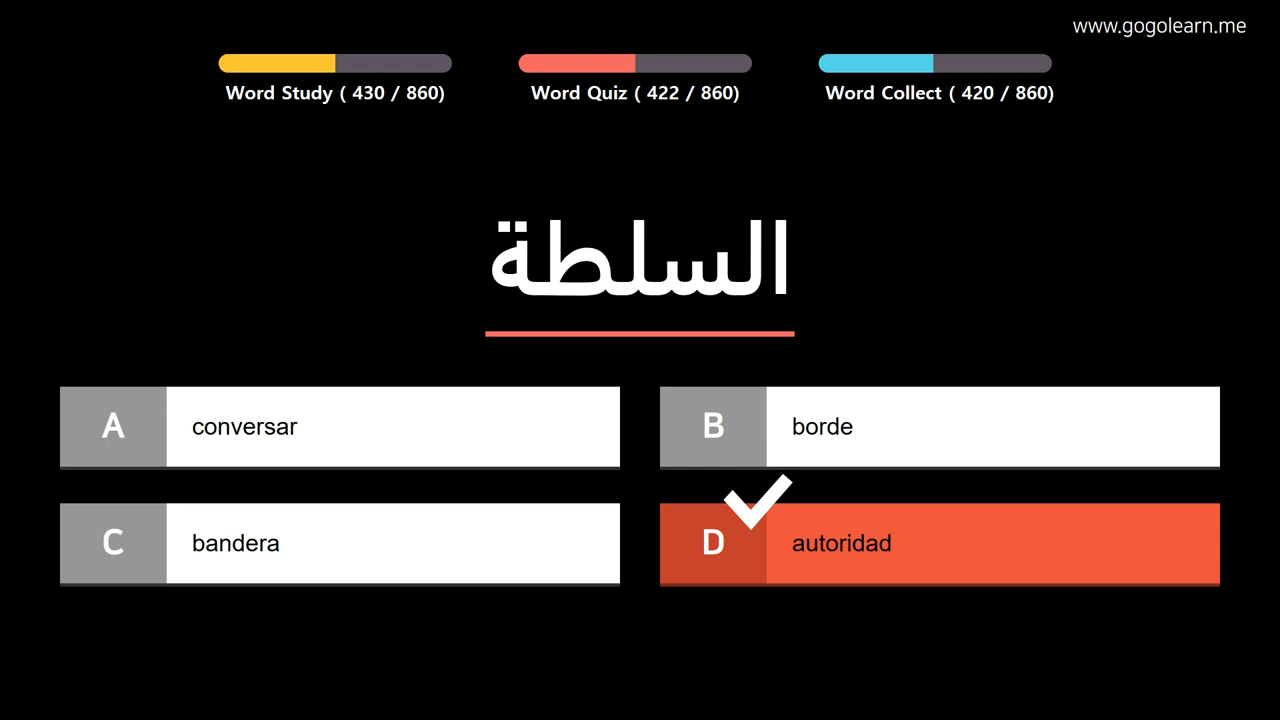 www.gogolearn.me
Word Study ( 430 / 860)
Word Quiz ( 422 / 860)
Word Collect ( 420 / 860)
السلطة
A conversar
B borde
C bandera
D autoridad